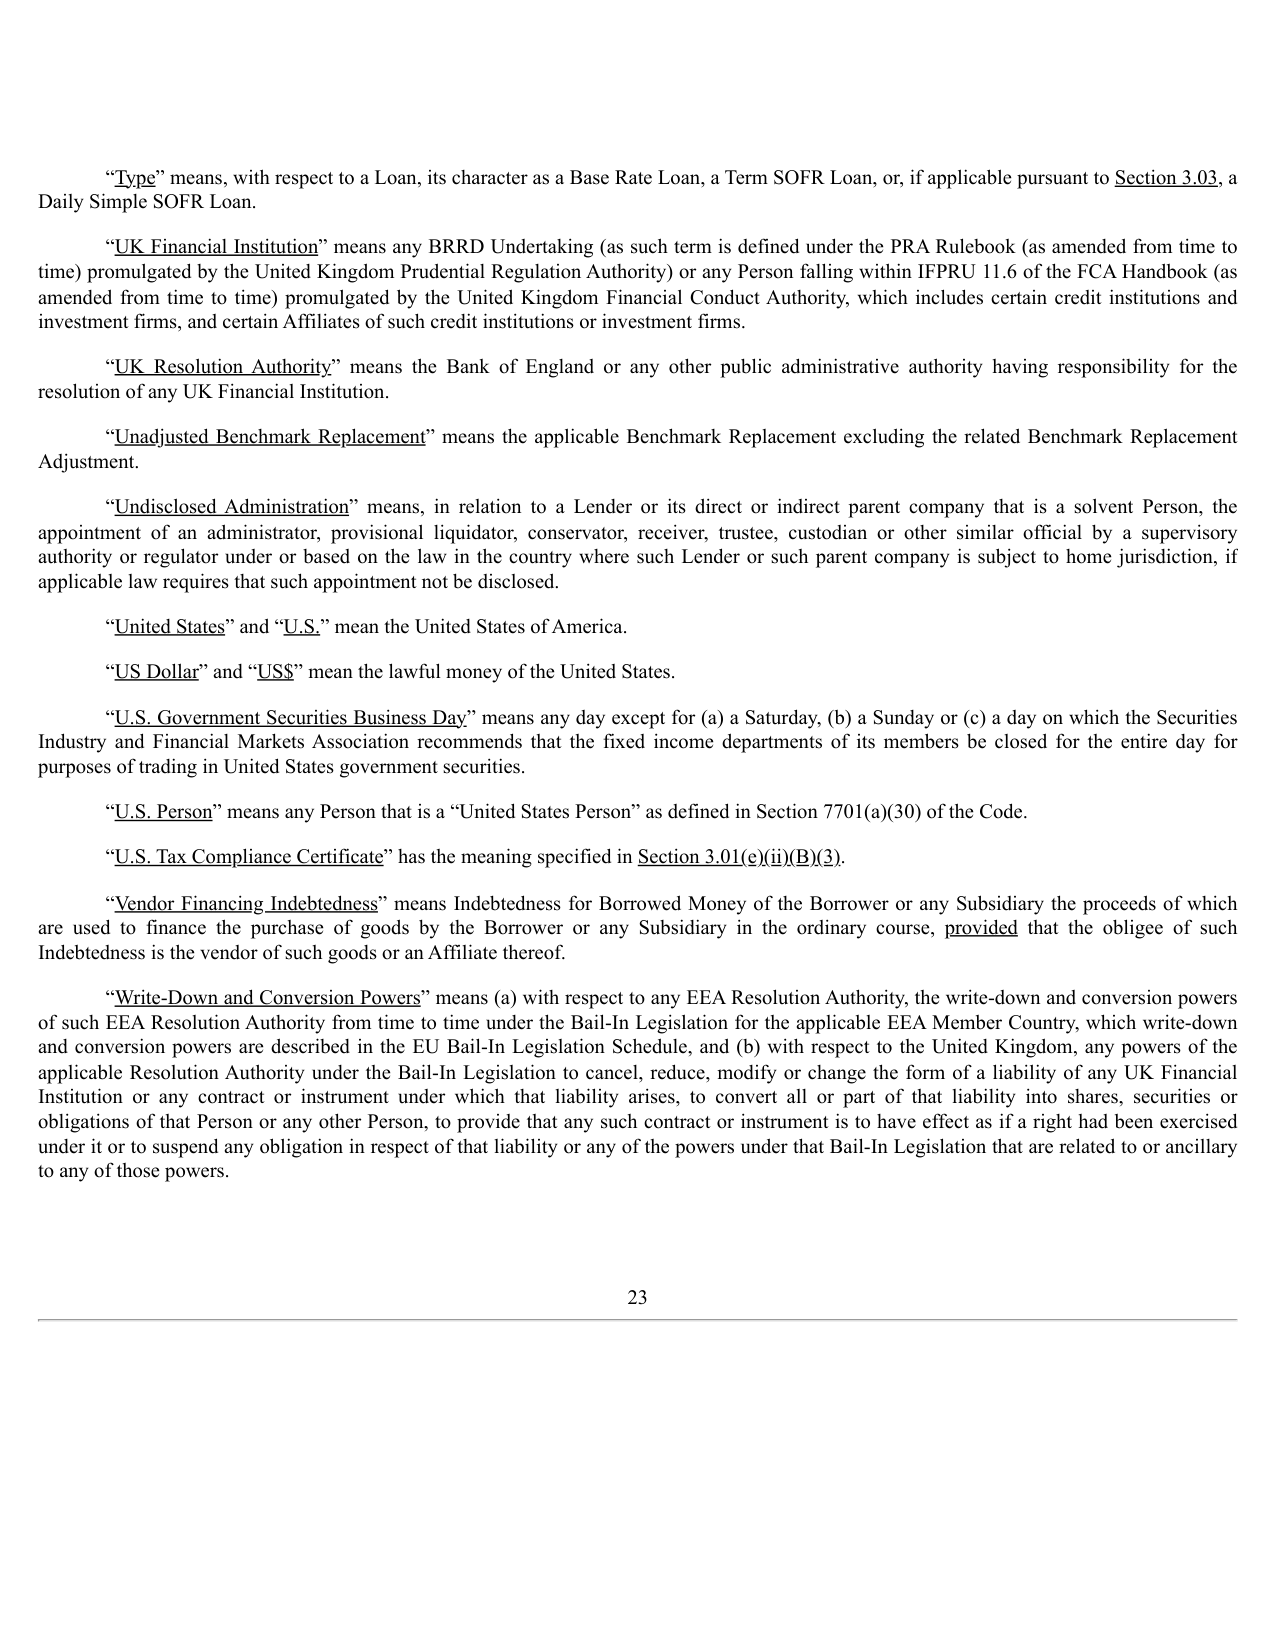 “Type” means, with respect to a Loan, its character as a Base Rate Loan, a Term SOFR Loan, or, if applicable pursuant to Section 3.03, a
Daily Simple SOFR Loan.
“UK Financial Institution” means any BRRD Undertaking (as such term is defined under the PRA Rulebook (as amended from time to
time) promulgated by the United Kingdom Prudential Regulation Authority) or any Person falling within IFPRU 11.6 of the FCA Handbook (as
amended from time to time) promulgated by the United Kingdom Financial Conduct Authority, which includes certain credit institutions and
investment firms, and certain Affiliates of such credit institutions or investment firms.
“UK Resolution Authority” means the Bank of England or any other public administrative authority having responsibility for the
resolution of any UK Financial Institution.
“Unadjusted Benchmark Replacement” means the applicable Benchmark Replacement excluding the related Benchmark Replacement
Adjustment.
“Undisclosed Administration” means, in relation to a Lender or its direct or indirect parent company that is a solvent Person, the
appointment of an administrator, provisional liquidator, conservator, receiver, trustee, custodian or other similar official by a supervisory
authority or regulator under or based on the law in the country where such Lender or such parent company is subject to home jurisdiction, if
applicable law requires that such appointment not be disclosed.
“United States” and “U.S.” mean the United States of America.
“US Dollar” and “US$” mean the lawful money of the United States.
“U.S. Government Securities Business Day” means any day except for (a) a Saturday, (b) a Sunday or (c) a day on which the Securities
Industry and Financial Markets Association recommends that the fixed income departments of its members be closed for the entire day for
purposes of trading in United States government securities.
“U.S. Person” means any Person that is a “United States Person” as defined in Section 7701(a)(30) of the Code.
“U.S. Tax Compliance Certificate” has the meaning specified in Section 3.01(e)(ii)(B)(3).
“Vendor Financing Indebtedness” means Indebtedness for Borrowed Money of the Borrower or any Subsidiary the proceeds of which
are used to finance the purchase of goods by the Borrower or any Subsidiary in the ordinary course, provided that the obligee of such
Indebtedness is the vendor of such goods or an Affiliate thereof.
“Write-Down and Conversion Powers” means (a) with respect to any EEA Resolution Authority, the write-down and conversion powers
of such EEA Resolution Authority from time to time under the Bail-In Legislation for the applicable EEA Member Country, which write-down
and conversion powers are described in the EU Bail-In Legislation Schedule, and (b) with respect to the United Kingdom, any powers of the
applicable Resolution Authority under the Bail-In Legislation to cancel, reduce, modify or change the form of a liability of any UK Financial
Institution or any contract or instrument under which that liability arises, to convert all or part of that liability into shares, securities or
obligations of that Person or any other Person, to provide that any such contract or instrument is to have effect as if a right had been exercised
under it or to suspend any obligation in respect of that liability or any of the powers under that Bail-In Legislation that are related to or ancillary
to any of those powers.
23